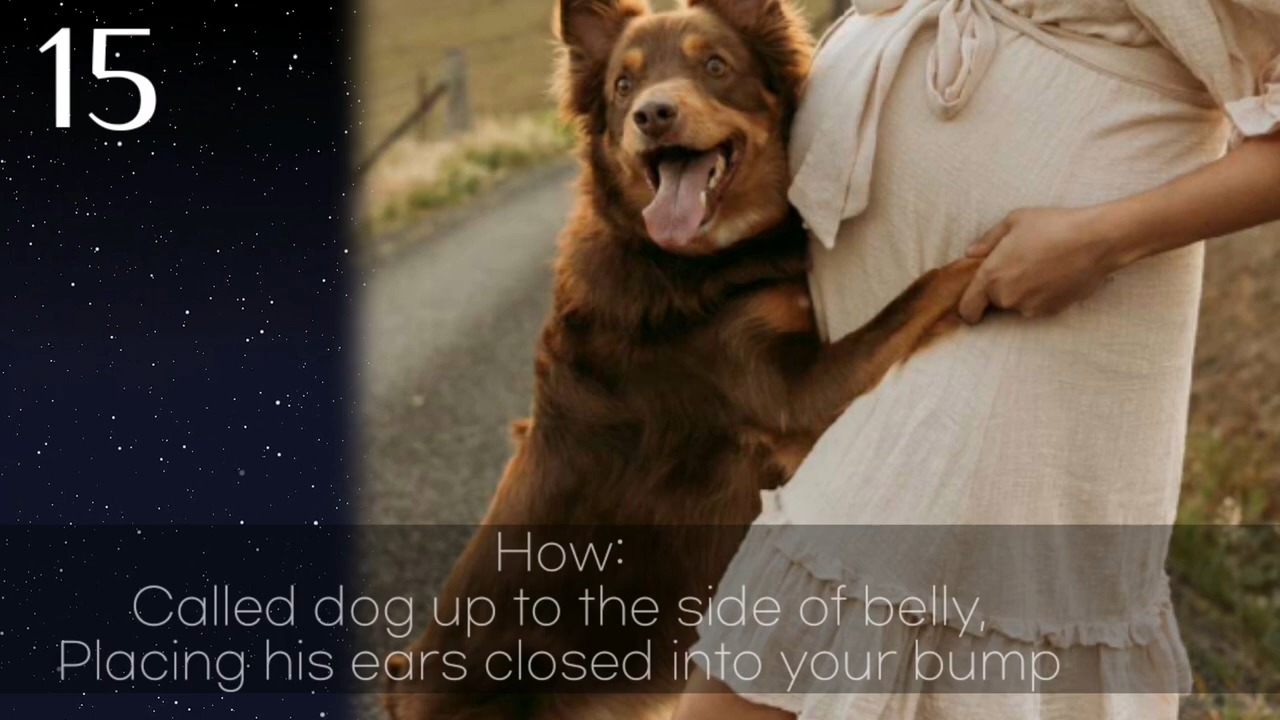 15
How:
Called dog up to the side of belly,
Placing his ears closed into your bump